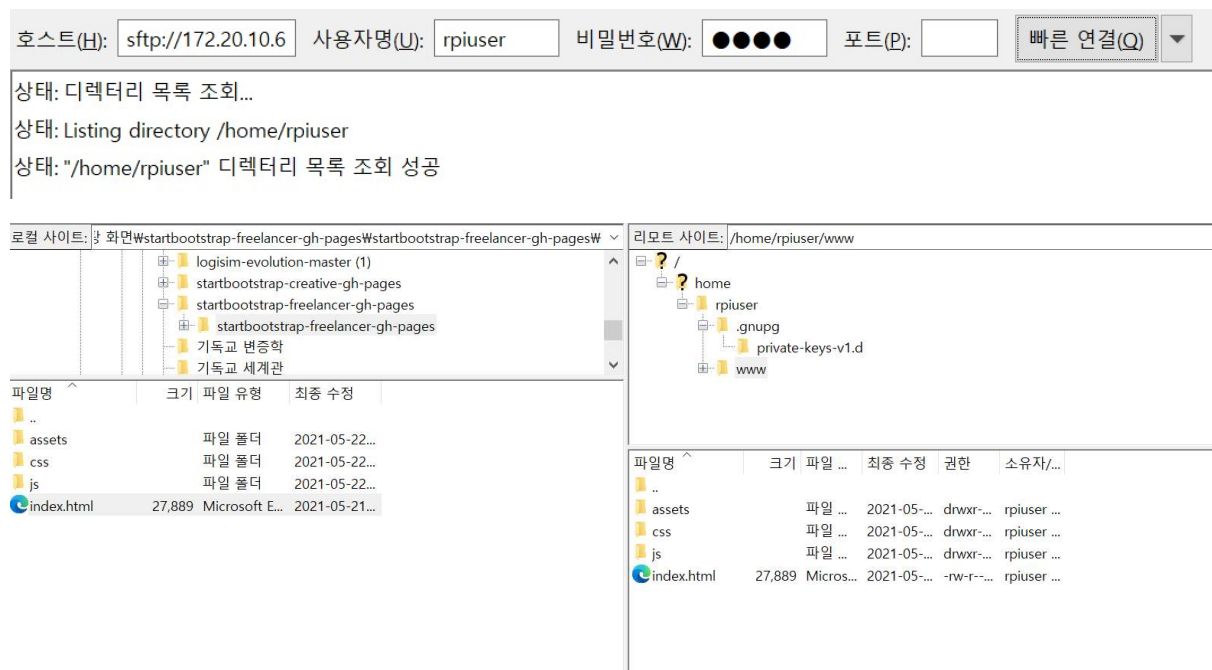 호스트(H): sftp://172.20.10.6 사용자명(U): rpiuser 비밀번호(W): ●●●● 포트(P): 빠른 연결(Q)
상태: 디렉터리 목록 조회...
상태: Listing directory /home/rpiuser
상태: "/home/rpiuser" 디렉터리 목록 조회 성공
로컬 사이트: 화면₩startbootstrap-freelancer-gh-pages₩startbootstrap-freelancer-gh-pages₩
logisim-evolution-master (1)
startbootstrap-creative-gh-pages
startbootstrap-freelancer-gh-pages
startbootstrap-freelancer-gh-pages
기독교 변증학
기독교 세계관
파일명 크기 파일 유형 최종 수정
..
assets 파일 폴더 2021-05-22...
css 파일 폴더 2021-05-22...
js 파일 폴더 2021-05-22...
index.html 27,889 Microsoft E... 2021-05-21...
리모트 사이트: /home/rpiuser/www
/
home
rpiuser
.gnupg
private-keys-v1.d
www
파일명 크기 파일 ... 최종 수정 권한 소유자/...
..
assets 파일 ... 2021-05-... drwxr-... rpiuser ...
css 파일 ... 2021-05-... drwxr-... rpiuser ...
js 파일 ... 2021-05-... drwxr-... rpiuser ...
index.html 27,889 Micros... 2021-05-... -rw-r--... rpiuser ...